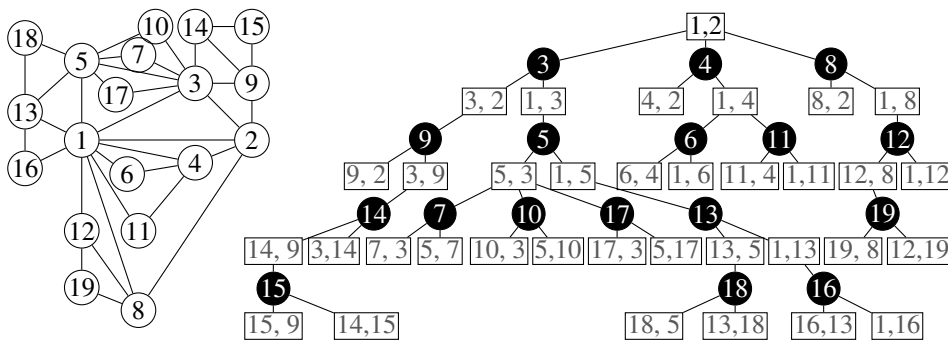 18 10 14 15
5 7
17 3 9
13
1 2
16 6 4
12 11
19 8
1,2
3 4 8
3, 2 1, 3 4, 2 1, 4 8, 2 1, 8
9 5 6 11 12
9, 2 3, 9 5, 3 1, 5 6, 4 1, 6 11, 4 1,11 12, 8 1,12
14 7 10 17 13 19
14, 9 3,14 7, 3 5, 7 10, 3 5,10 17, 3 5,17 13, 5 1,13 19, 8 12,19
15 18 16
15, 9 14,15 18, 5 13,18 16,13 1,16